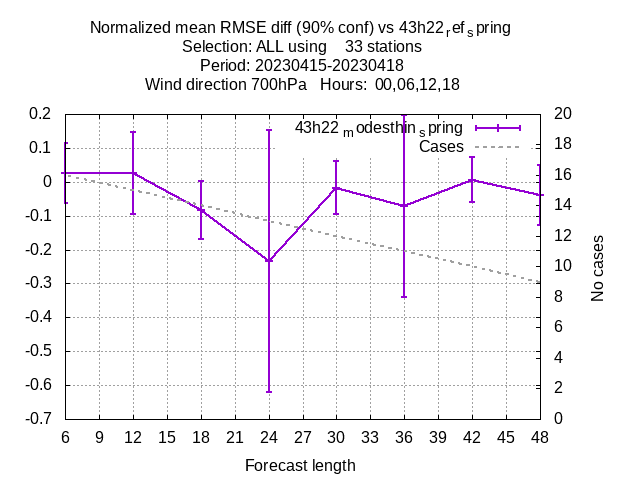 Normalized mean RMSE diff (90% conf) vs 43h22refspring
Selection: ALL using 33 stations
Period: 20230415-20230418
Wind direction 700hPa Hours: 00,06,12,18
43h22modesthinspring
Cases
0.2
0.1
0
-0.1
-0.2
-0.3
-0.4
-0.5
-0.6
-0.7
20
18
16
14
12
10
8
6
4
2
0
No cases
6 9 12 15 18 21 24 27 30 33 36 39 42 45 48
Forecast length